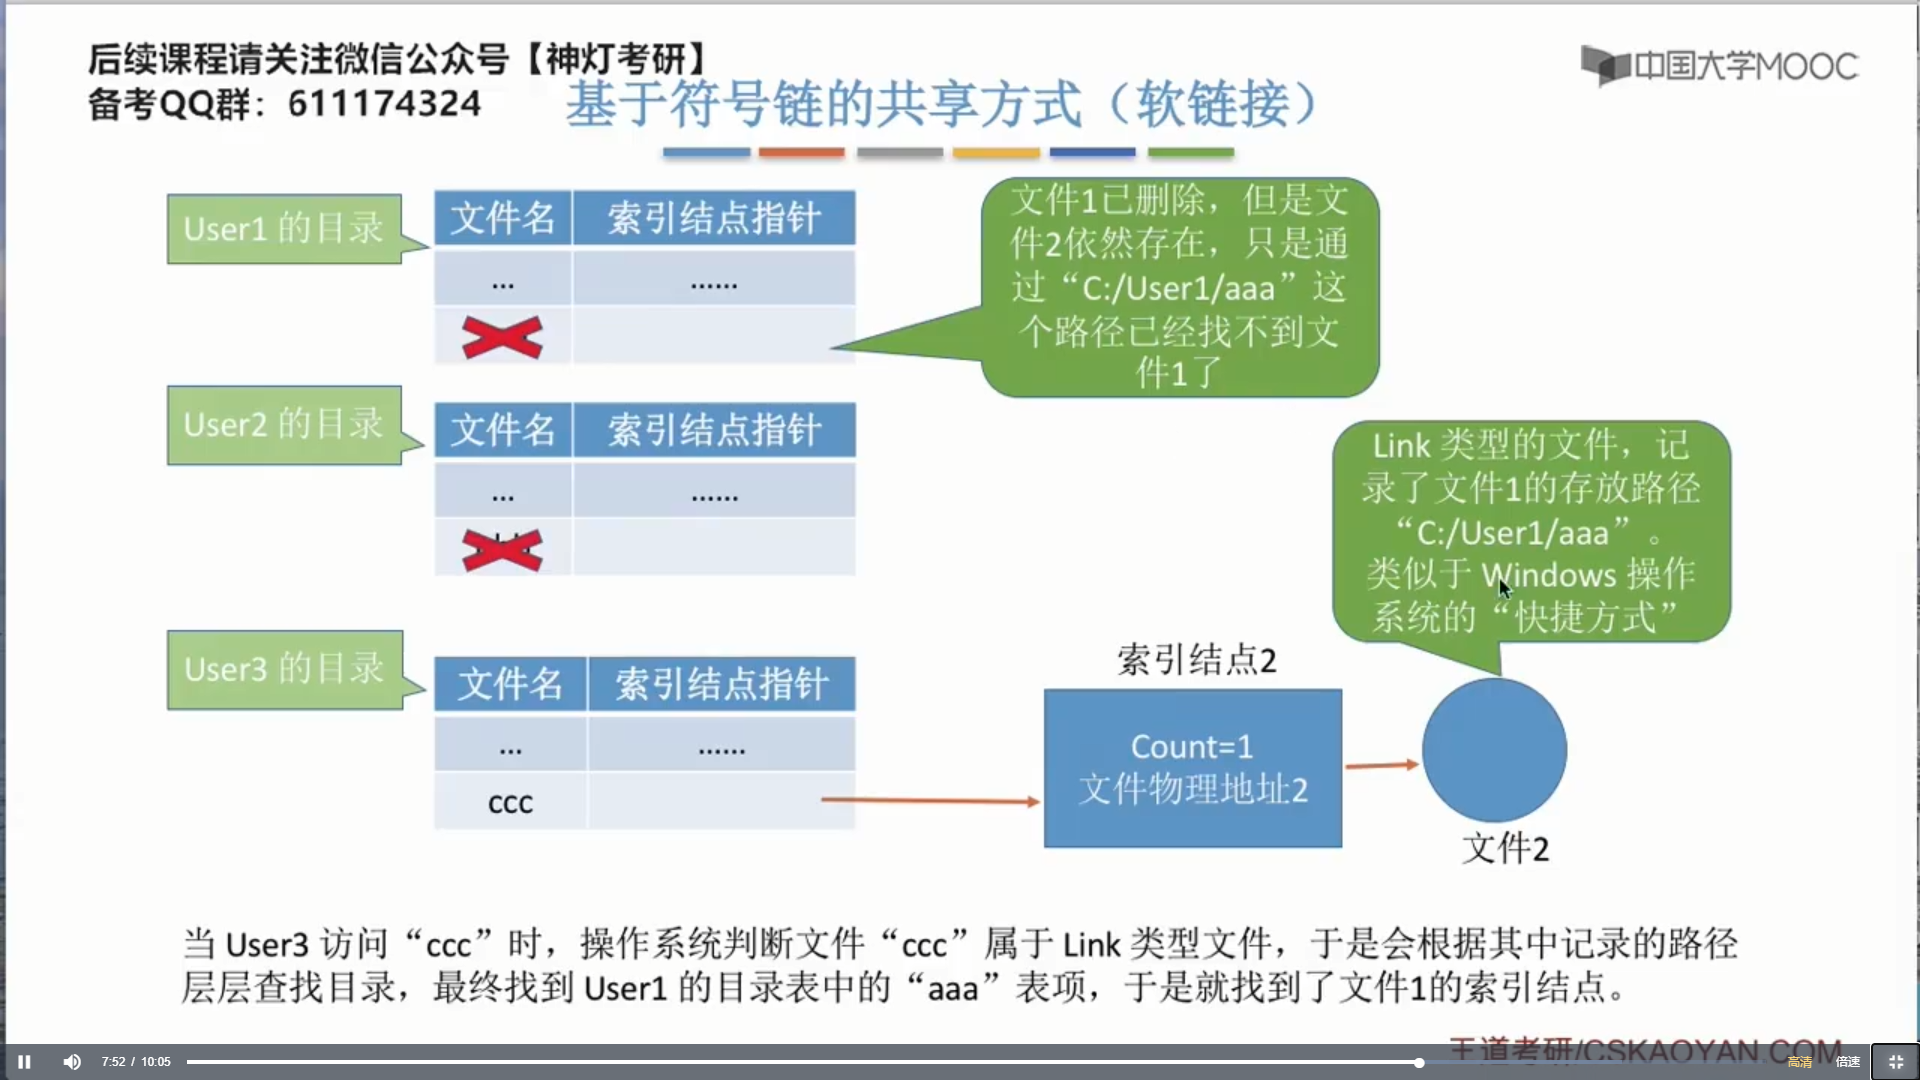 后续课程请关注微信公众号【神灯考研】
备考QQ群：611174324
中国大学MOOC
基于符号链的共享方式（软链接）
User1 的目录
文件名 索引结点指针
... ......
文件1已删除，但是文
件2依然存在，只是通
过“C:/User1/aaa”这
个路径已经找不到文
件1了
User2 的目录
文件名 索引结点指针
... ......
Link 类型的文件，记
录了文件1的存放路径
“C:/User1/aaa”。
类似于 Windows 操作
系统的“快捷方式”
User3 的目录
文件名 索引结点指针
... ......
ccc
索引结点2
Count=1
文件物理地址2
文件2
当 User3 访问“ccc”时，操作系统判断文件“ccc”属于 Link 类型文件，于是会根据其中记录的路径
层层查找目录，最终找到 User1 的目录表中的“aaa”表项，于是就找到了文件1的索引结点。
王道考研/CSKAOYAN.COM
7:52 / 10:05
高清 倍速